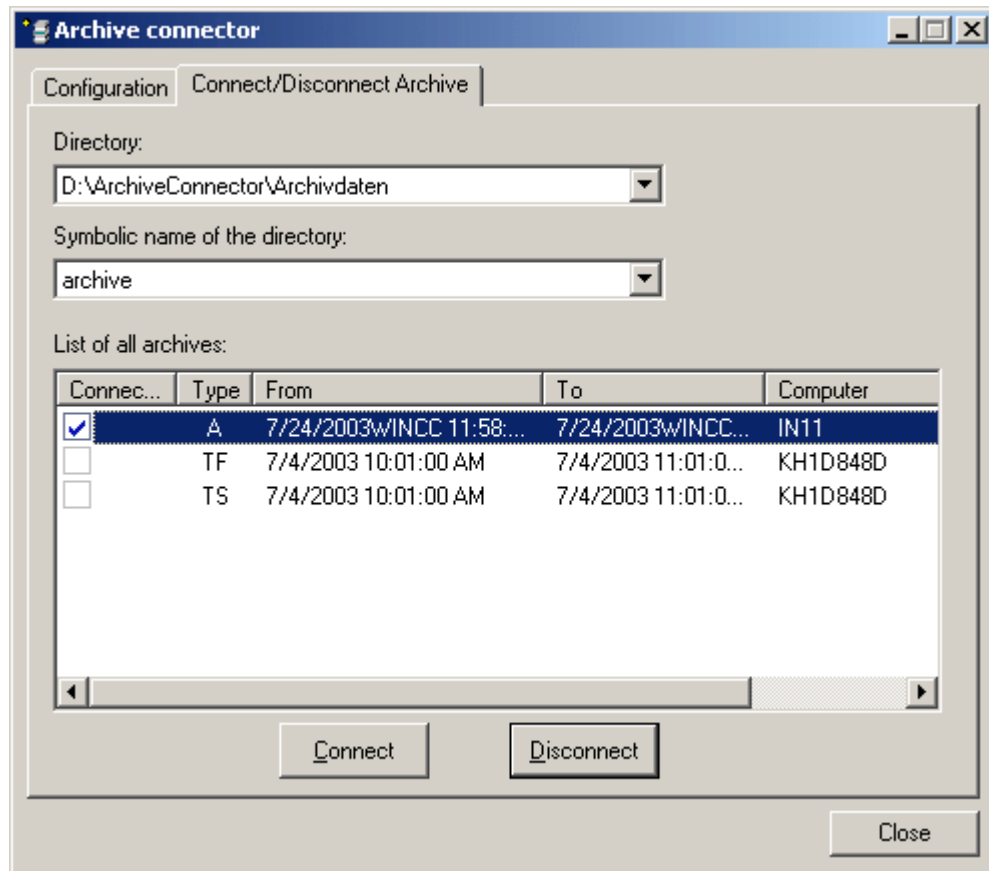 Archive connector
Configuration Connect/Disconnect Archive
Directory:
D:\ArchiveConnector\Archivdaten
Symbolic name of the directory:
archive
List of all archives:
Connec... Type From To Computer
A 7/24/2003WINCC 11:58:... 7/24/2003WINCC... IN11
TF 7/4/2003 10:01:00 AM 7/4/2003 11:01:0... KH1D848D
TS 7/4/2003 10:01:00 AM 7/4/2003 11:01:0... KH1D848D
Connect Disconnect
Close